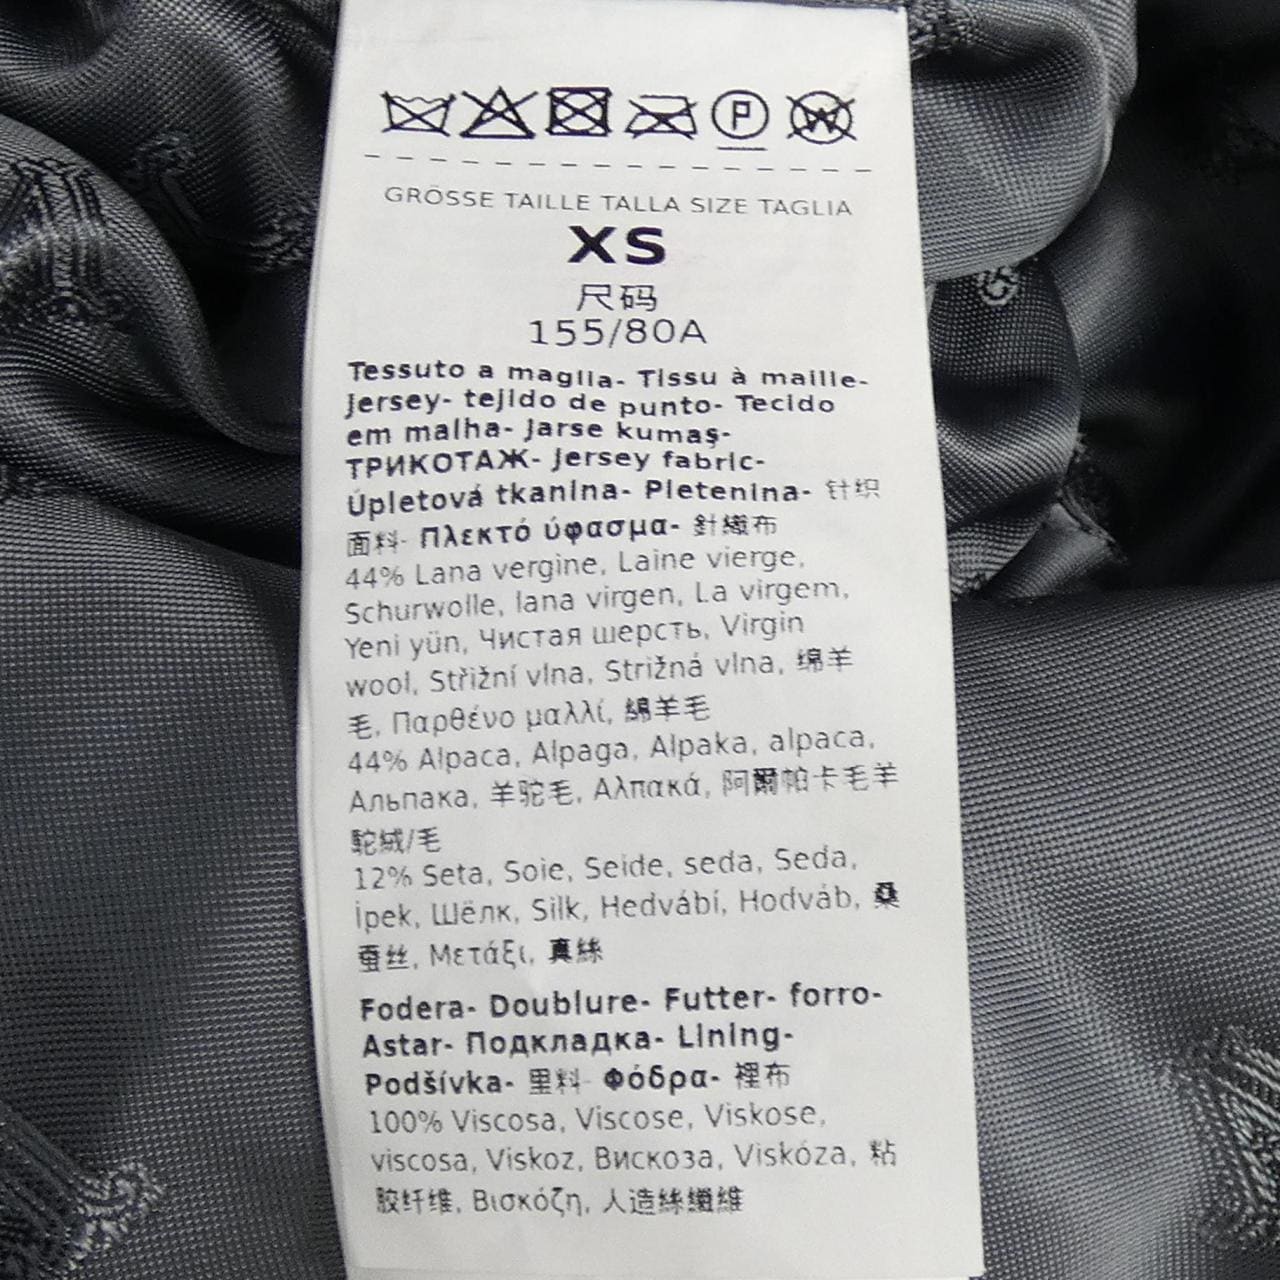 GRÖSSE TAILLE TALLA SIZE TAGLIA
XS
尺码
155/80A
Tessuto a maglia- Tissu à maille-
Jersey- tejido de punto- Tecido
em malha- Jarse kumaş-
ТРИКОТАЖ- Jersey fabric-
Úpletová tkanina- Pletenina- 针织
面料- Πλεκτό ύφασμα- 針織布
44% Lana vergine, Laine vierge,
Schurwolle, lana virgen, La virgem,
Yeni yün, Чистая шерсть, Virgin
wool, Střižní vlna, Strižná vlna, 绵羊
毛, Παρθένο μαλλί, 綿羊毛
44% Alpaca, Alpaga, Alpaka, alpaca,
Альпака, 羊驼毛, Αλπακά, 阿爾帕卡毛羊
駝絨/毛
12% Seta, Soie, Seide, seda, Seda,
İpek, Шёлк, Silk, Hedvábí, Hodváb, 桑
蚕丝, Μετάξι, 真絲
Fodera- Doublure- Futter- forro-
Astar- Подкладка- Lining-
Podšívka- 里料- Φόδρα- 裡布
100% Viscosa, Viscose, Viskose,
viscosa, Viskoz, Вискоза, Viskóza, 粘
胶纤维, Βισκόζη, 人造絲纖維